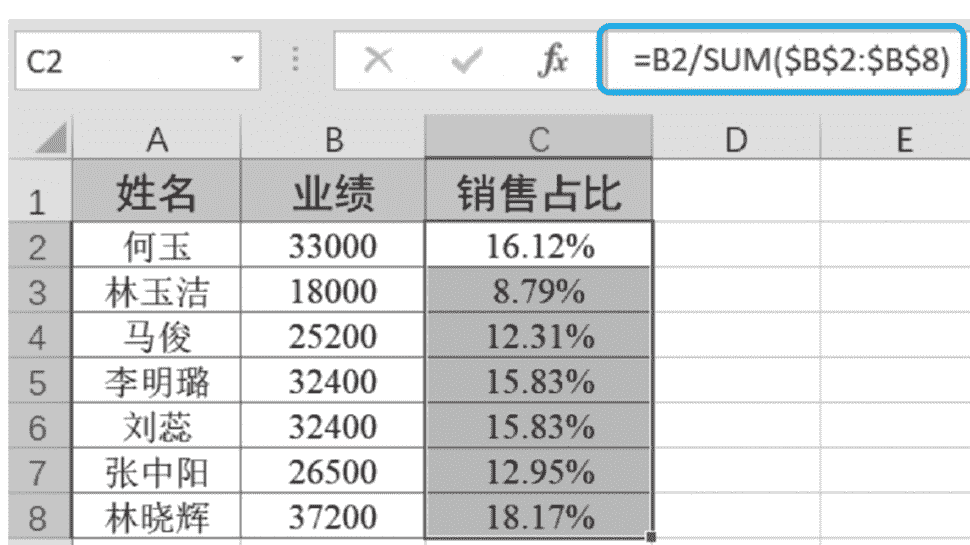 C2 fx =B2/SUM($B$2:$B$8)
A B C D E
1 姓名 业绩 销售占比
2 何玉 33000 16.12%
3 林玉洁 18000 8.79%
4 马俊 25200 12.31%
5 李明璐 32400 15.83%
6 刘蕊 32400 15.83%
7 张中阳 26500 12.95%
8 林晓辉 37200 18.17%